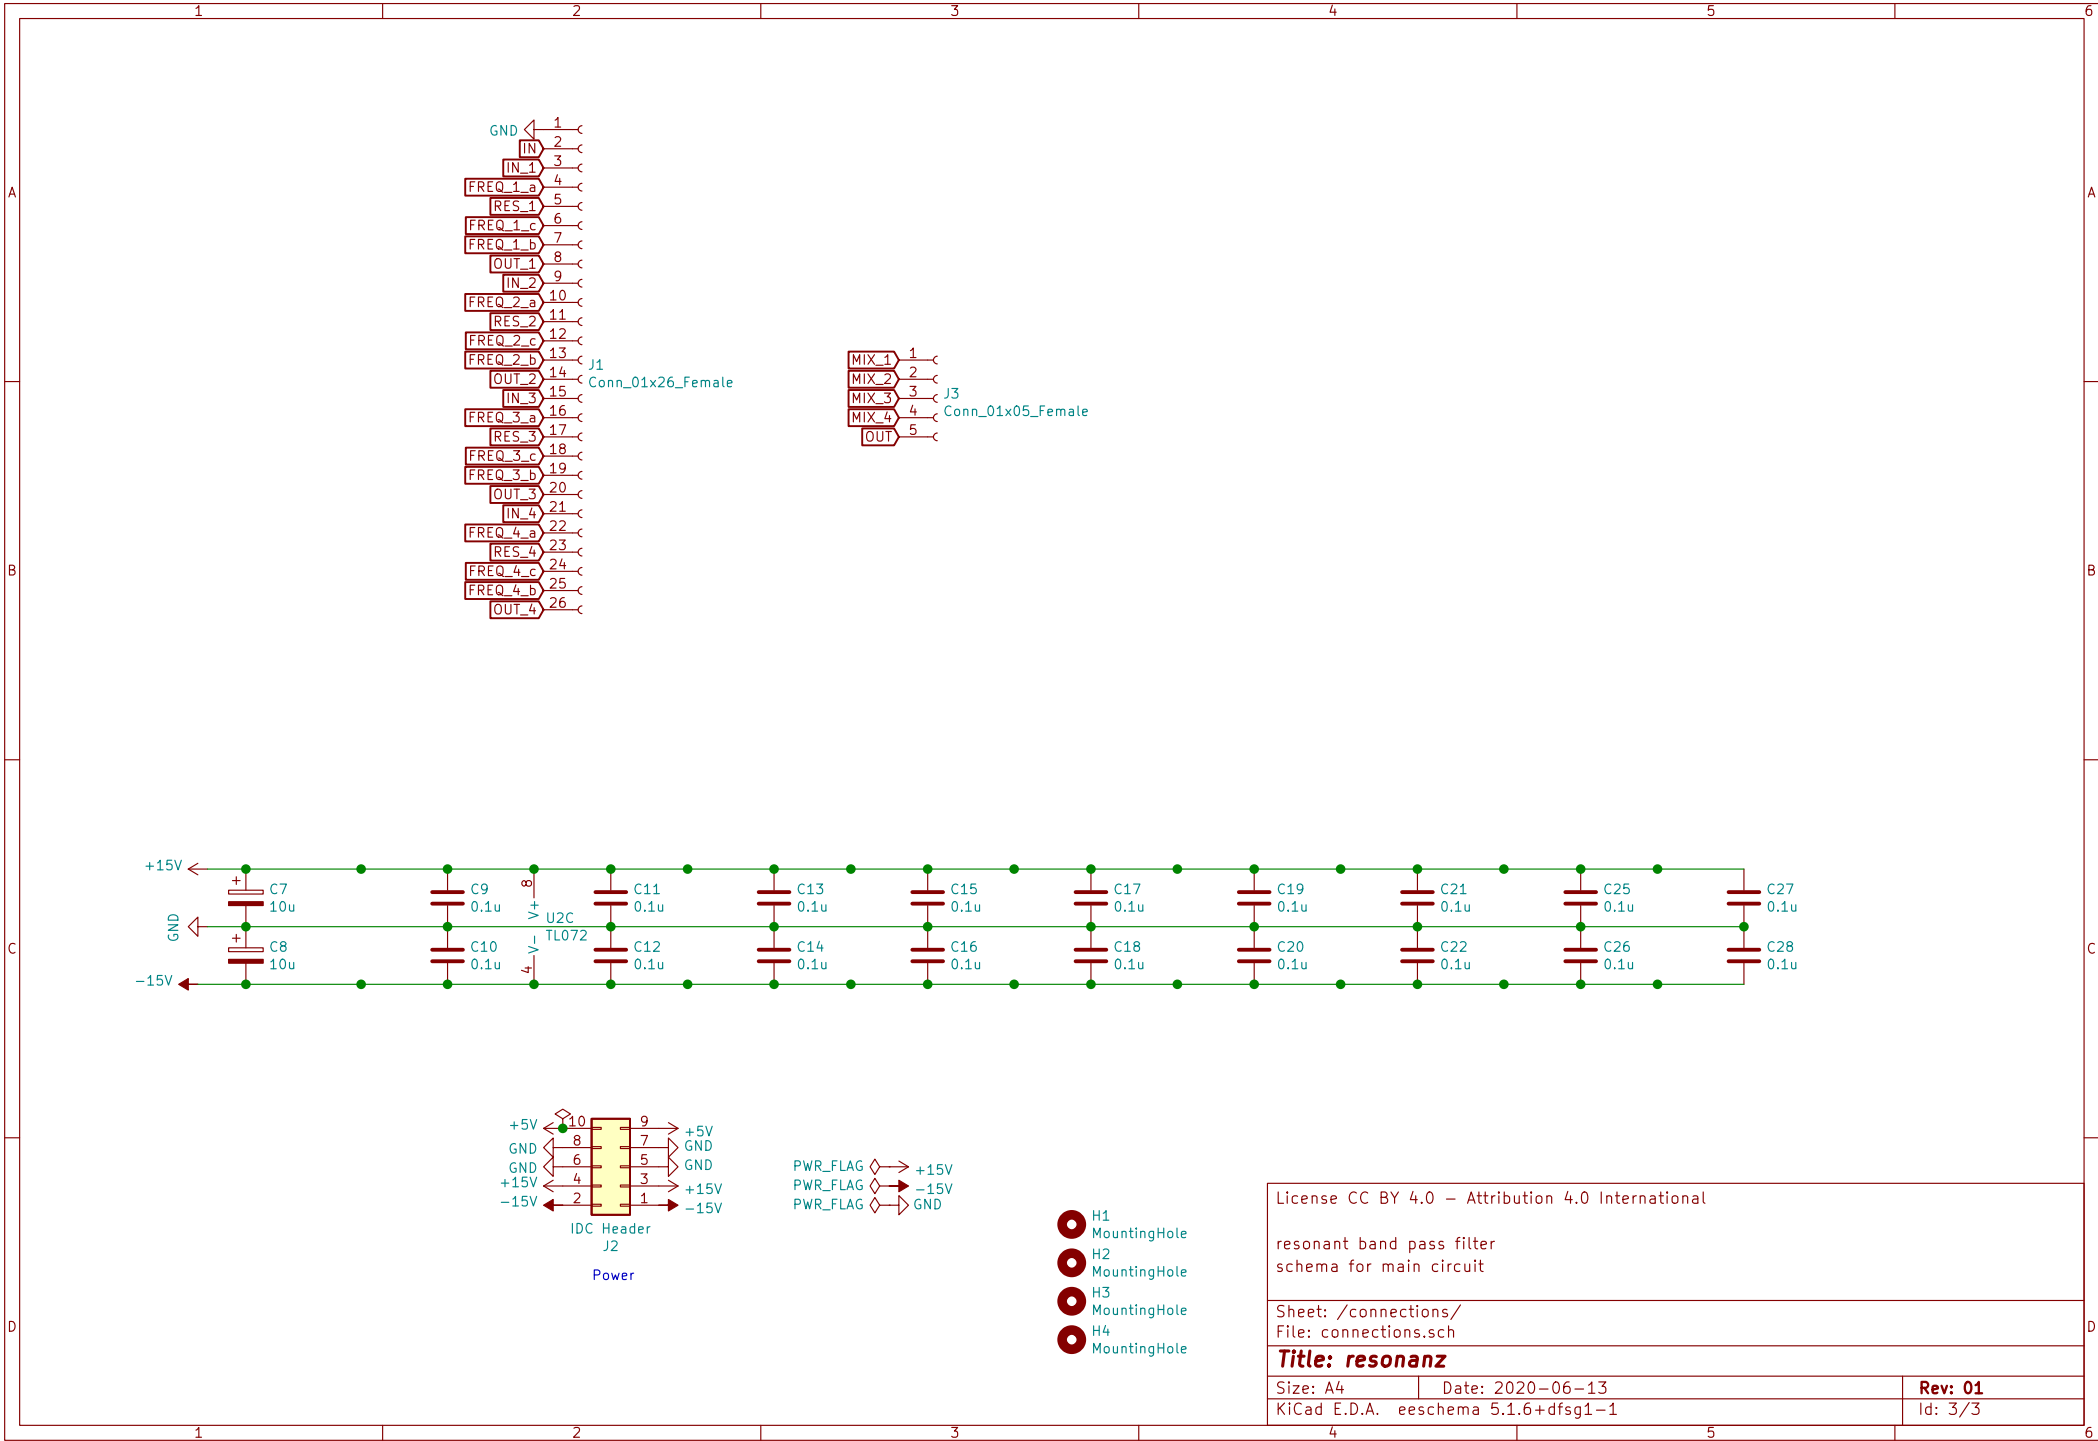 1 2 3 4 5 6
GND 1
IN 2
IN_1 3
FREQ_1_a 4
RES_1 5
FREQ_1_c 6
FREQ_1_b 7
OUT_1 8
IN_2 9
FREQ_2_a 10
RES_2 11
FREQ_2_c 12
FREQ_2_b 13
OUT_2 14
IN_3 15
FREQ_3_a 16
RES_3 17
FREQ_3_c 18
FREQ_3_b 19
OUT_3 20
IN_4 21
FREQ_4_a 22
RES_4 23
FREQ_4_c 24
FREQ_4_b 25
OUT_4 26
J1
Conn_01x26_Female
MIX_1 1
MIX_2 2
MIX_3 3
MIX_4 4
OUT 5
J3
Conn_01x05_Female
A A
B B
+15V
GND
-15V
+ C7
10u
+ C8
10u
C9
0.1u
C10
0.1u
8
V+
U2C
TL072
V-
4
C11
0.1u
C12
0.1u
C13
0.1u
C14
0.1u
C15
0.1u
C16
0.1u
C17
0.1u
C18
0.1u
C19
0.1u
C20
0.1u
C21
0.1u
C22
0.1u
C25
0.1u
C26
0.1u
C27
0.1u
C28
0.1u
C C
+5V 10 9 +5V
GND 8 7 GND
GND 6 5 GND
+15V 4 3 +15V
-15V 2 1 -15V
IDC Header
J2
Power
PWR_FLAG +15V
PWR_FLAG -15V
PWR_FLAG GND
H1
MountingHole
H2
MountingHole
H3
MountingHole
H4
MountingHole
D D
License CC BY 4.0 - Attribution 4.0 International
resonant band pass filter
schema for main circuit
Sheet: /connections/
File: connections.sch
Title: resonanz
Size: A4 Date: 2020-06-13 Rev: 01
KiCad E.D.A. eeschema 5.1.6+dfsg1-1 Id: 3/3
1 2 3 4 5 6